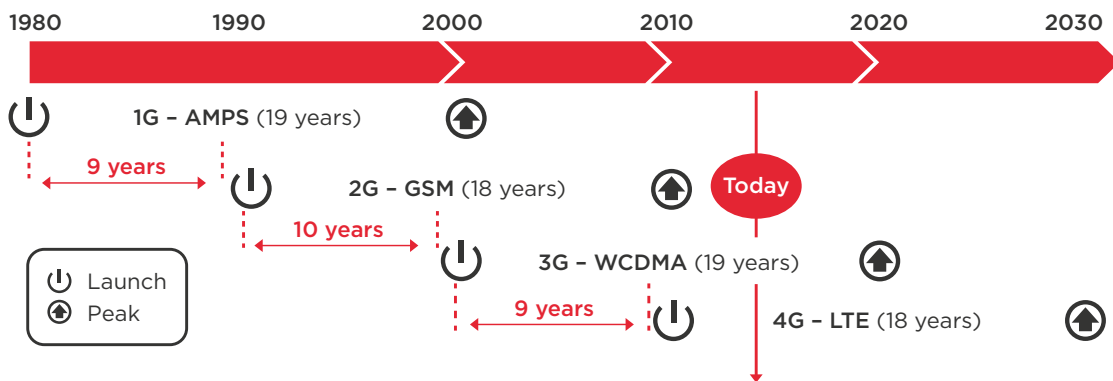 1980 1990 2000 2010 2020 2030
1G – AMPS (19 years)
9 years
2G – GSM (18 years)
Today
10 years
3G – WCDMA (19 years)
Launch
Peak
9 years
4G – LTE (18 years)